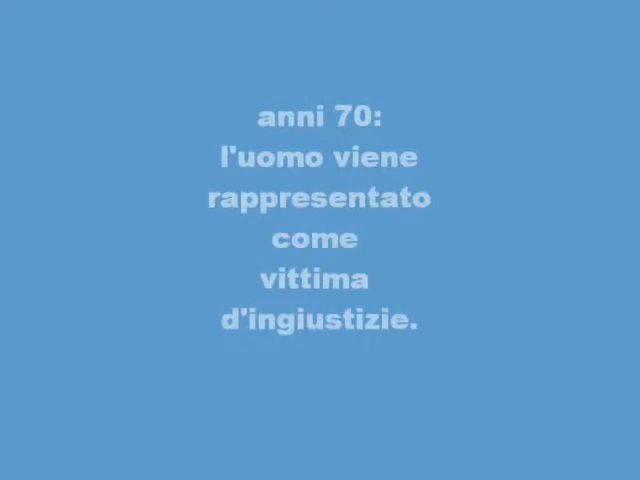 anni 70:
l'uomo viene
rappresentato
come
vittima
d'ingiustizie.